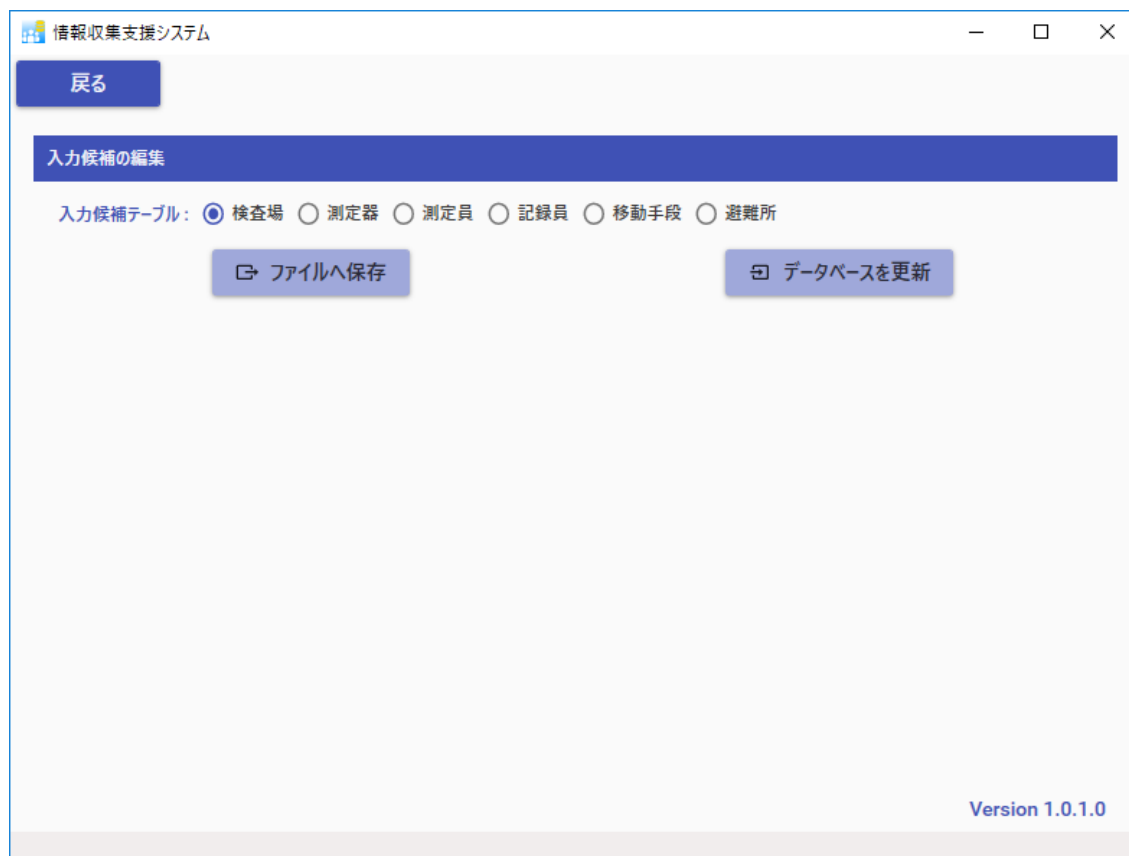 情報収集支援システム
戻る
入力候補の編集
入力候補テーブル: 検査場 測定器 測定員 記録員 移動手段 避難所
ファイルへ保存 データベースを更新
Version 1.0.1.0